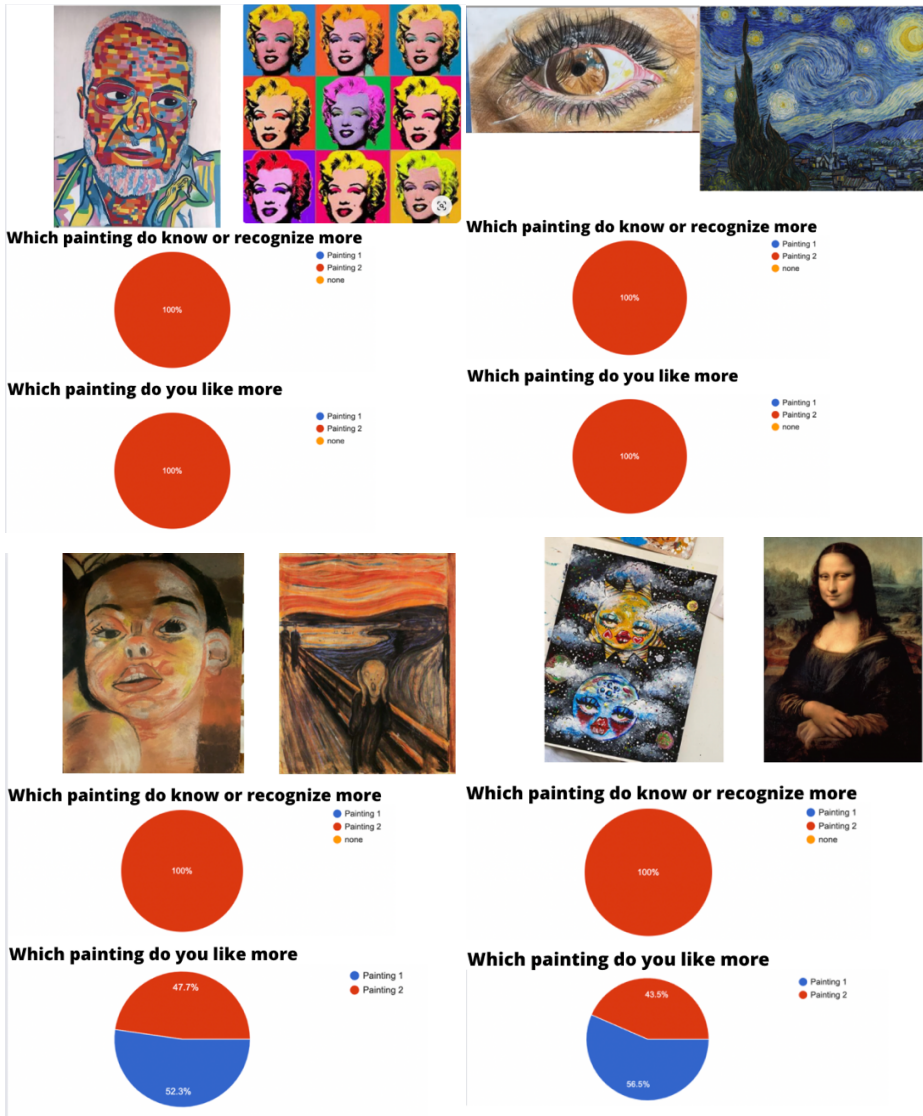 Which painting do know or recognize more
Painting 1
Painting 2
none
100%
Which painting do you like more
Painting 1
Painting 2
none
100%
Which painting do know or recognize more
Painting 1
Painting 2
none
100%
Which painting do you like more
Painting 1
Painting 2
none
100%
Which painting do know or recognize more
Painting 1
Painting 2
none
100%
Which painting do you like more
Painting 1
Painting 2
47.7%
52.3%
Which painting do know or recognize more
Painting 1
Painting 2
none
100%
Which painting do you like more
Painting 1
Painting 2
43.5%
56.5%